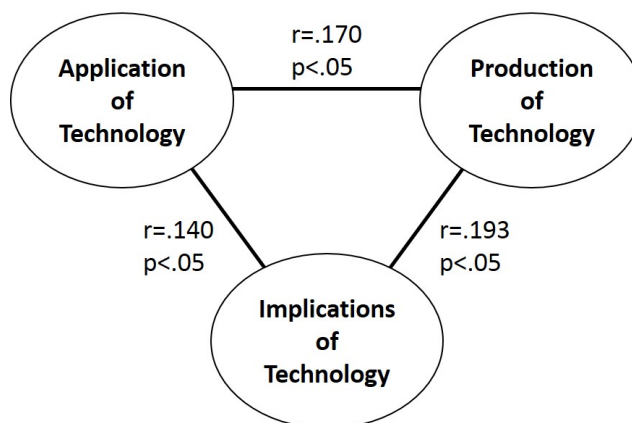 r=.170
p<.05
Application
of
Technology
Production
of
Technology
r=.140
p<.05
r=.193
p<.05
Implications
of
Technology